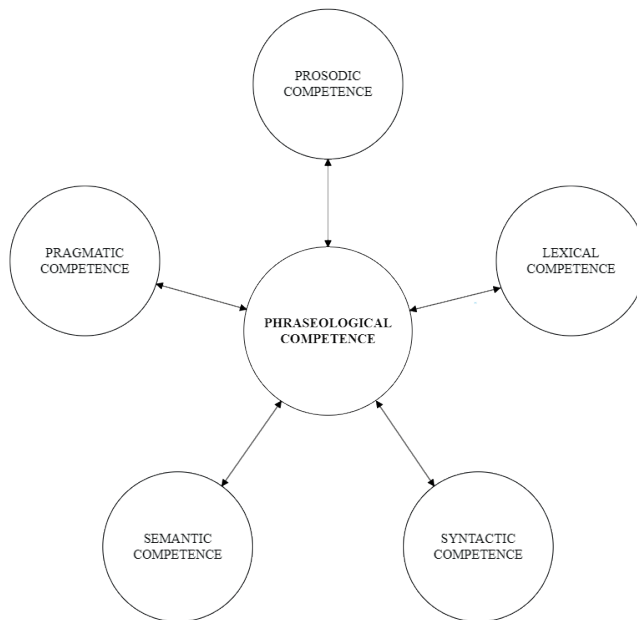 PROSODIC
COMPETENCE
PRAGMATIC
COMPETENCE
LEXICAL
COMPETENCE
PHRASEOLOGICAL
COMPETENCE
SEMANTIC
COMPETENCE
SYNTACTIC
COMPETENCE